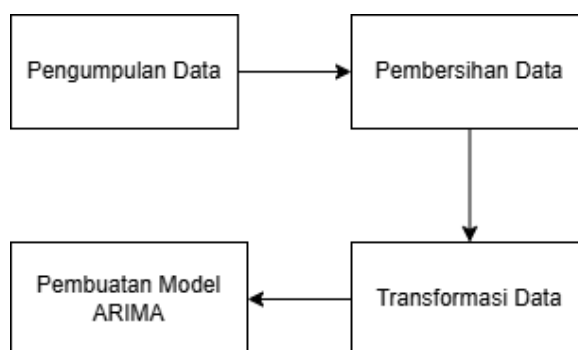 Pengumpulan Data
Pembersihan Data
Transformasi Data
Pembuatan Model
ARIMA